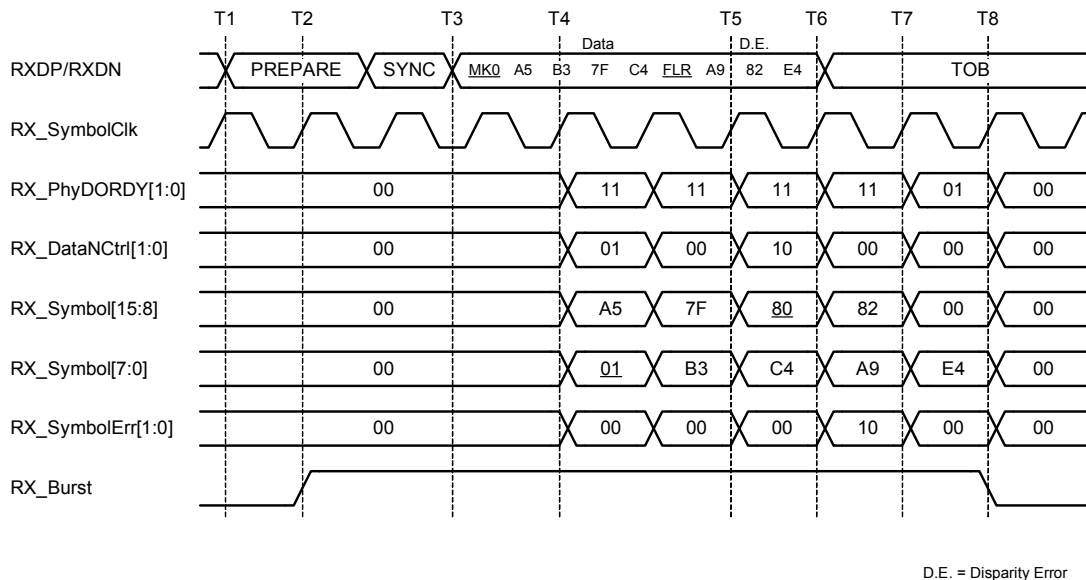 T1 T2 T3 T4 T5 T6 T7 T8
Data D.E.
RXDP/RXDN PREPARE SYNC MK0 A5 B3 7F C4 FLR A9 82 E4 TOB
RX_SymbolClk
RX_PhyDORDY[1:0] 00 11 11 11 11 01 00
RX_DataNCtrl[1:0] 00 01 00 10 00 00 00
RX_Symbol[15:8] 00 A5 7F 80 82 00 00
RX_Symbol[7:0] 00 01 B3 C4 A9 E4 00
RX_SymbolErr[1:0] 00 00 00 00 10 00 00
RX_Burst
D.E. = Disparity Error